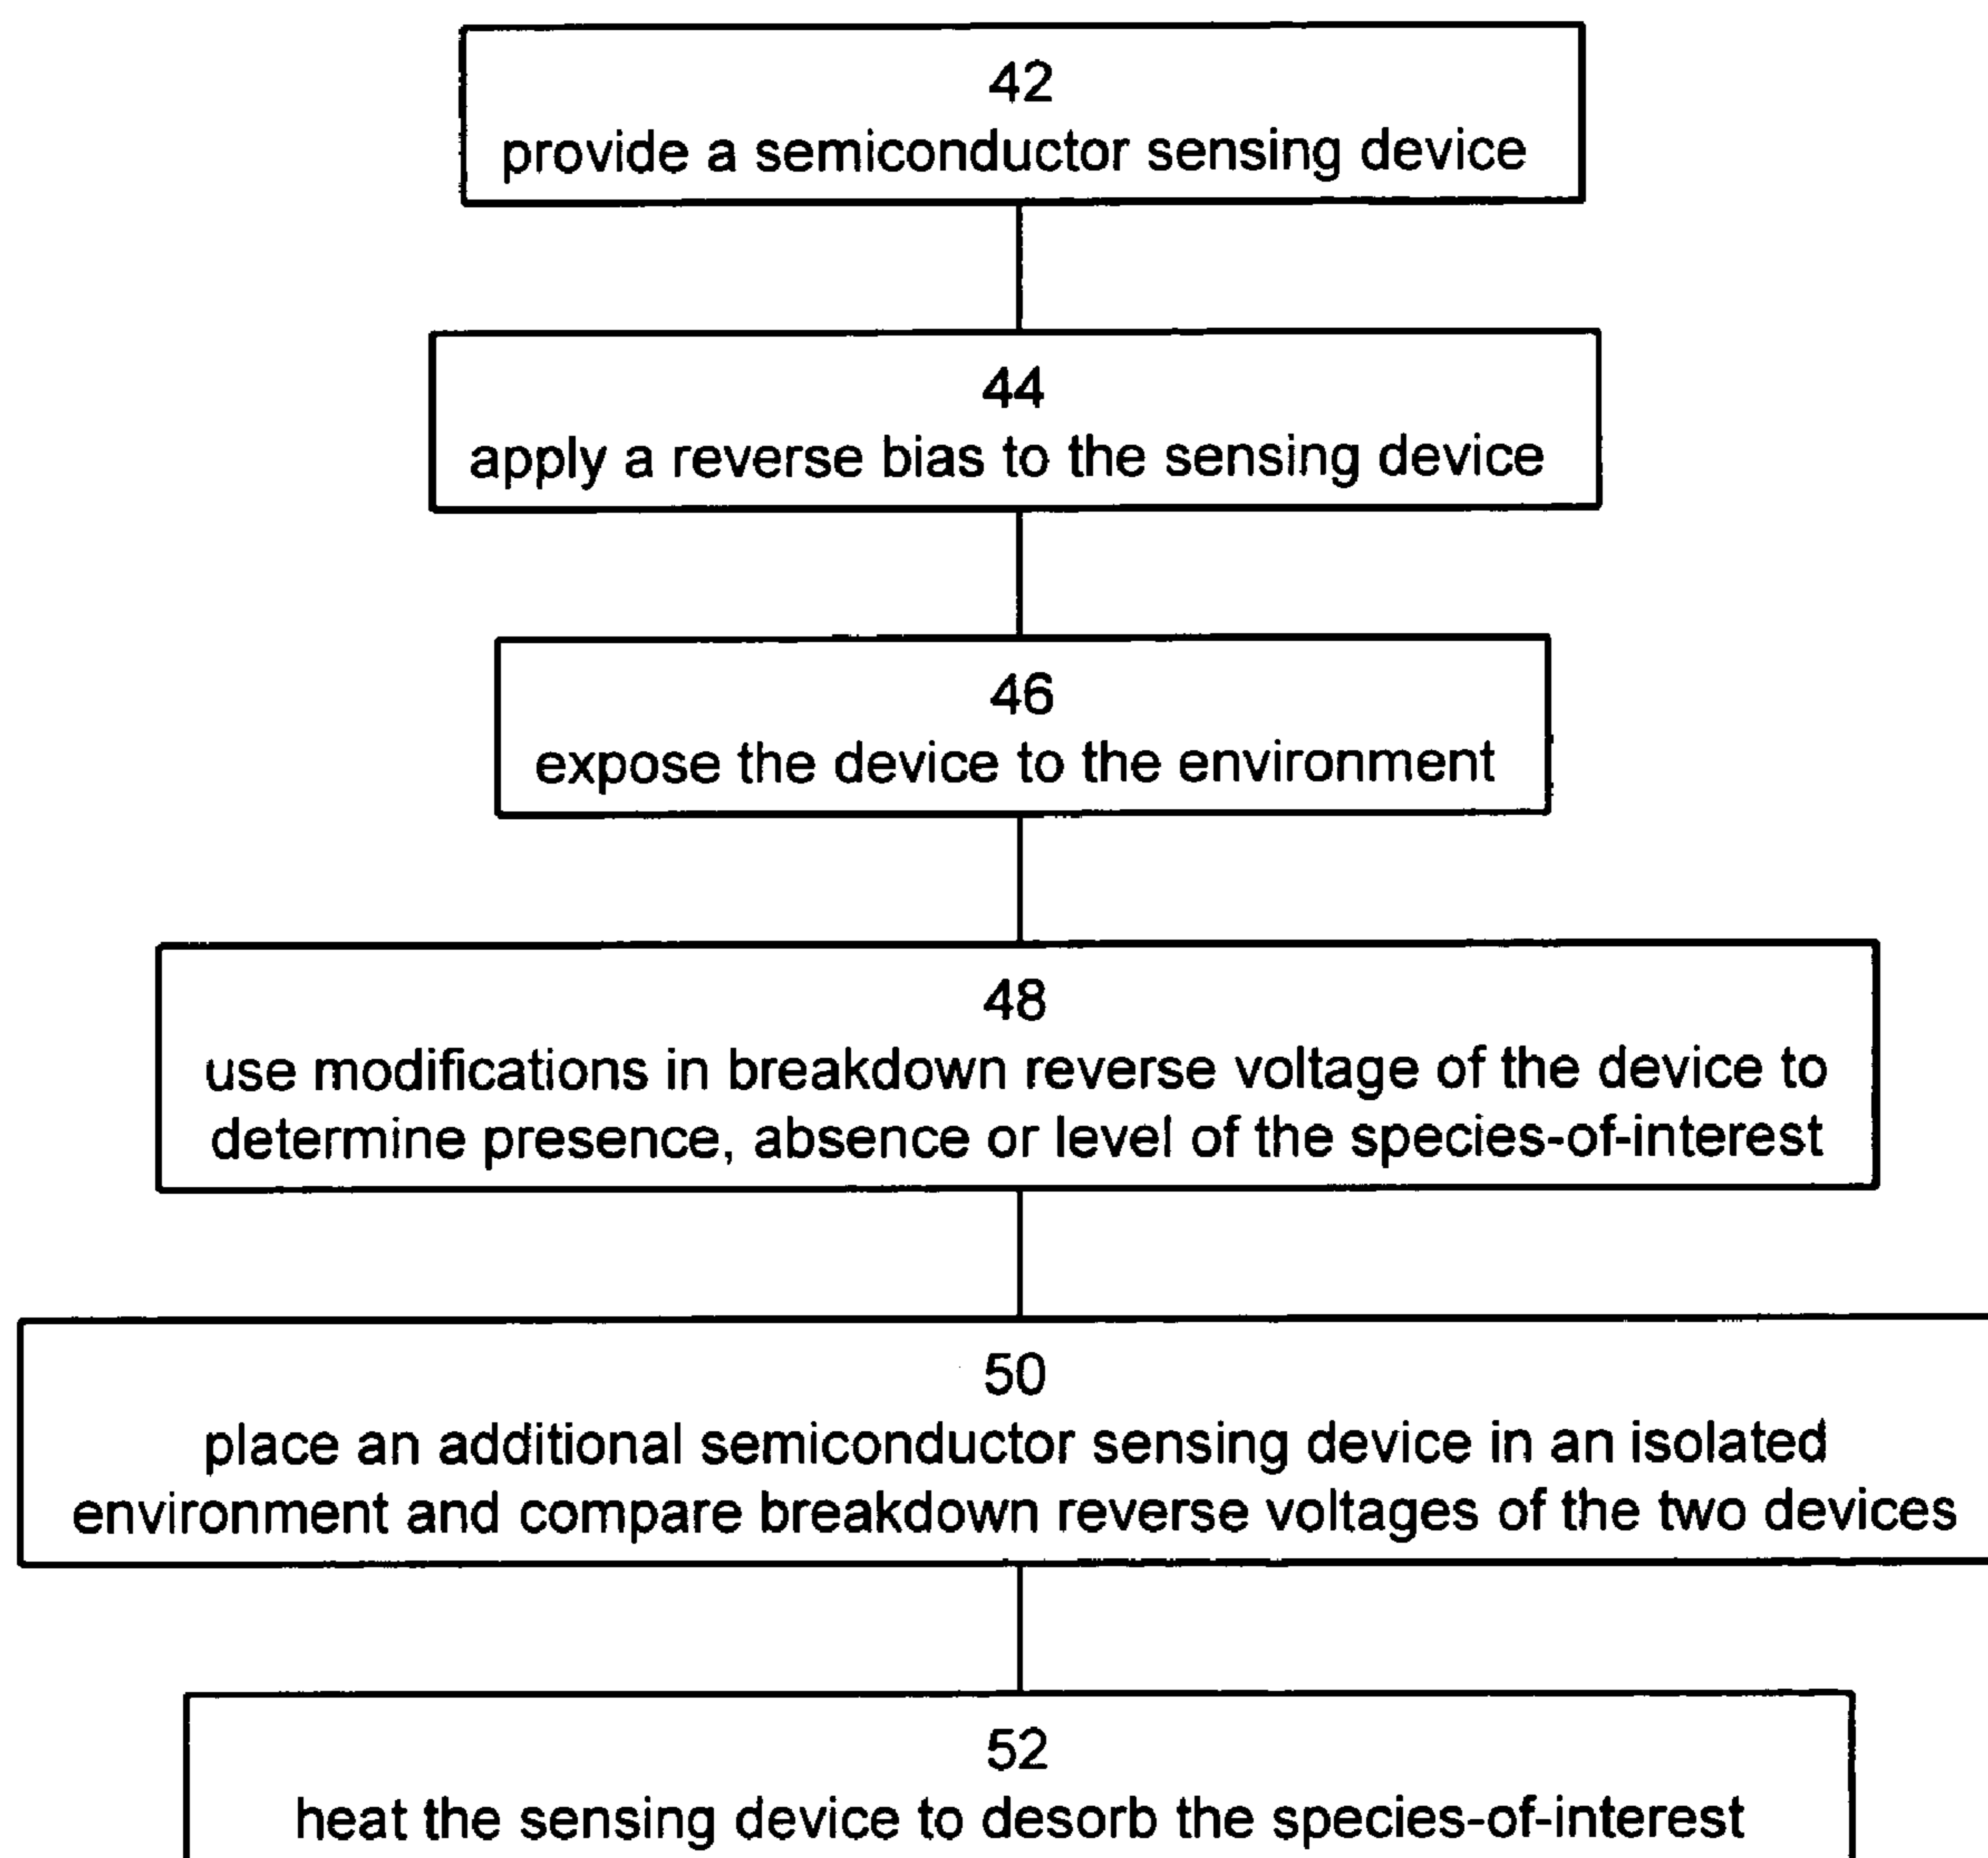 42
provide a semiconductor sensing device
44
apply a reverse bias to the sensing device
46
expose the device to the environment
48
use modifications in breakdown reverse voltage of the device to
determine presence, absence or level of the species-of-interest
50
place an additional semiconductor sensing device in an isolated
environment and compare breakdown reverse voltages of the two devices
52
heat the sensing device to desorb the species-of-interest